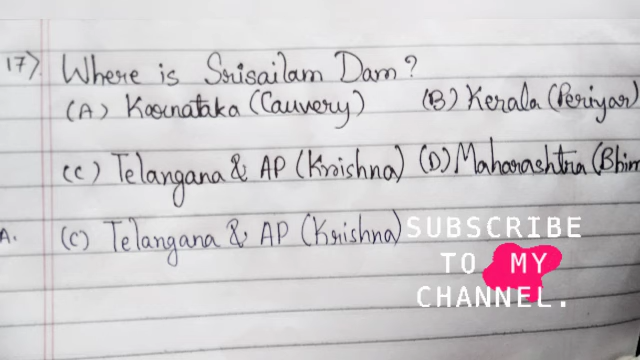 17) Where is Srisailam Dam?
(A) Karnataka (Cauvery) (B) Kerala (Periyar)
(C) Telangana & AP (Krishna) (D) Maharashtra (Bhim
A. (C) Telangana & AP (Krishna)
SUBSCRIBE
TO MY
CHANNEL.